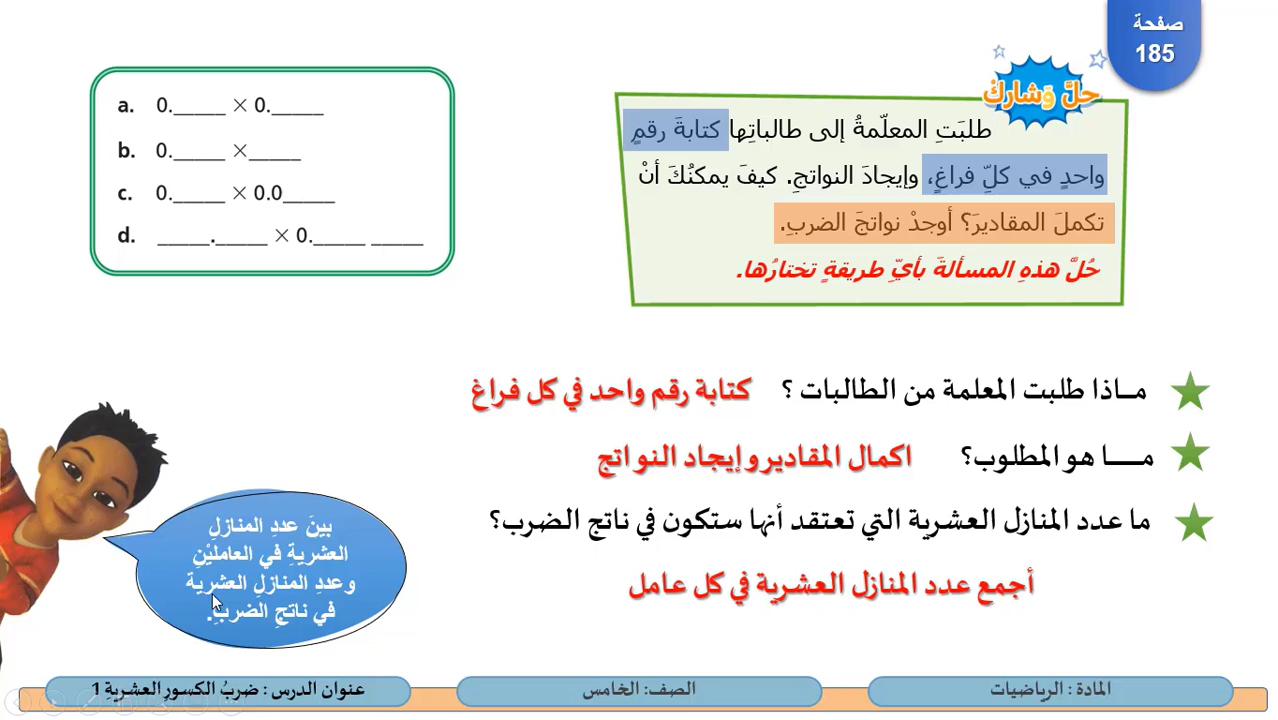 صفحة
185
حلَّ وَشاركْ
طلبَتِ المعلّمةُ إلى طالباتِها كتابةَ رقمٍ
واحدٍ في كلِّ فراغٍ، وإيجادَ النواتجِ. كيفَ يمكنُكَ أنْ
تكملَ المقاديرَ؟ أوجدْ نواتجَ الضربِ.
حُلَّ هذهِ المسألةَ بأيِّ طريقةٍ تختارُها.
a. 0._____ × 0._____
b. 0._____ ×_____
c. 0._____ × 0.0_____
d. _____._____ × 0._____ _____
مــاذا طلبت المعلمة من الطالبات ؟ كتابة رقم واحد في كل فراغ
مـــــا هو المطلوب؟ اكمال المقادير وإيجاد النواتج
ما عدد المنازل العشرية التي تعتقد أنها ستكون في ناتج الضرب؟
أجمع عدد المنازل العشرية في كل عامل
بينَ عددِ المنازلِ
العشريةِ في العامليْنِ
وعددِ المنازلِ العشرية
في ناتجِ الضربِ.
المادة : الرياضيات
الصف: الخامس
عنوان الدرس : ضربُ الكسورِ العشريةِ 1